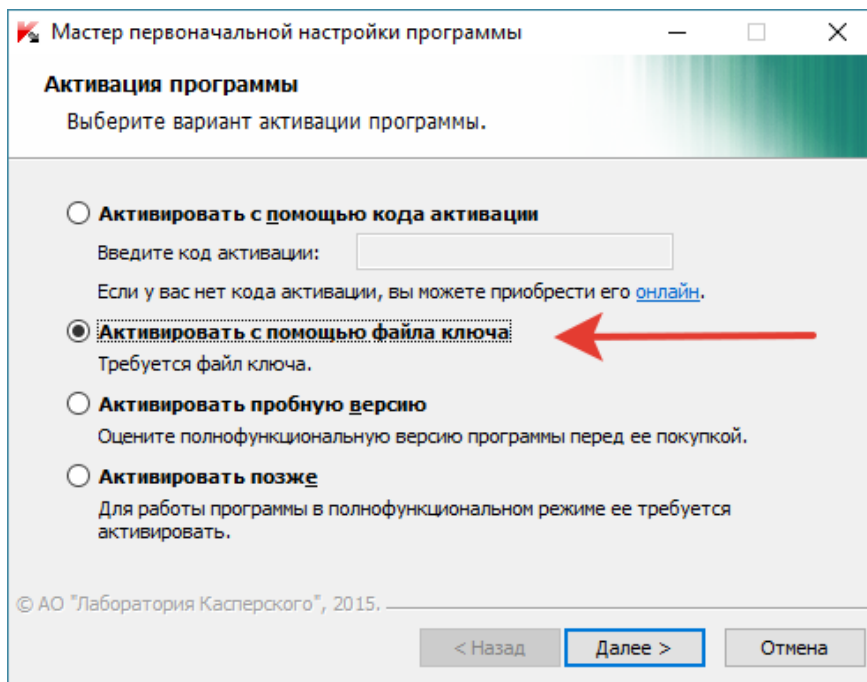 Мастер первоначальной настройки программы
Активация программы
Выберите вариант активации программы.
Активировать с помощью кода активации
Введите код активации:
Если у вас нет кода активации, вы можете приобрести его онлайн.
Активировать с помощью файла ключа
Требуется файл ключа.
Активировать пробную версию
Оцените полнофункциональную версию программы перед ее покупкой.
Активировать позже
Для работы программы в полнофункциональном режиме ее требуется
активировать.
© АО "Лаборатория Касперского", 2015.
< Назад Далее > Отмена